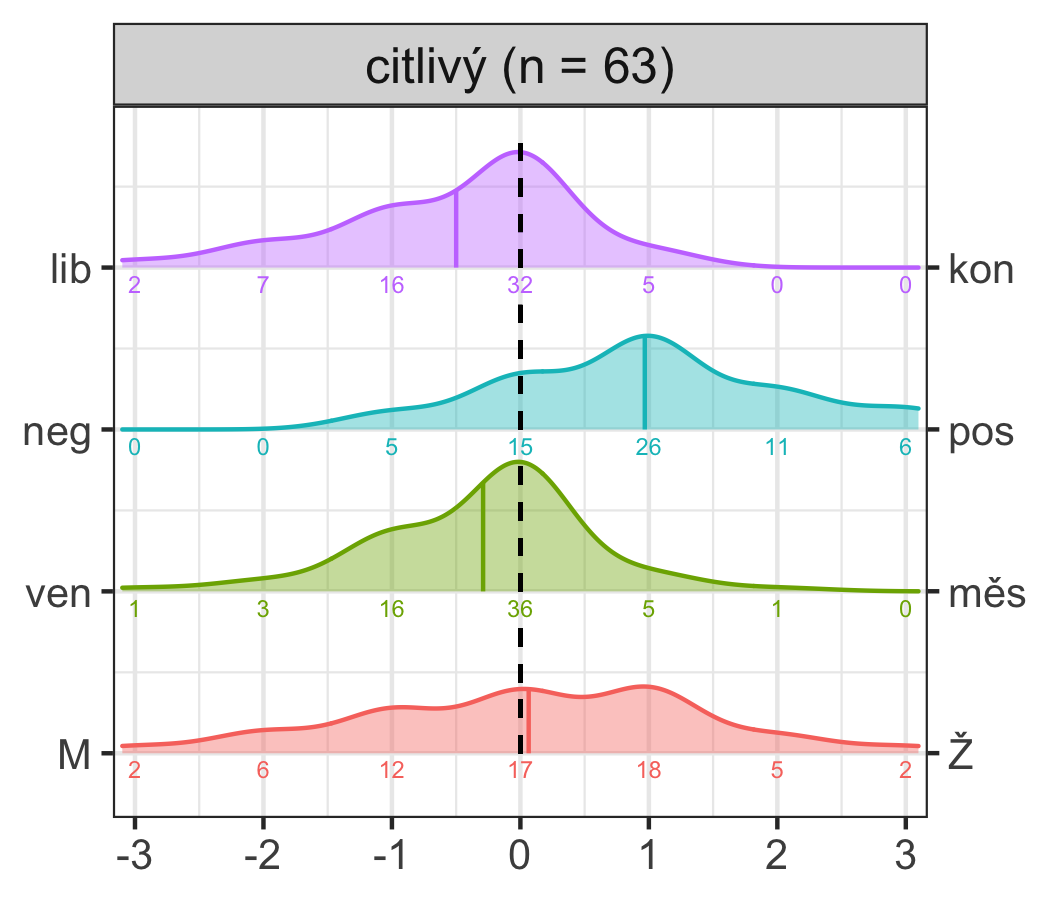 citlivý (n = 63)
lib kon
2 7 16 32 5 0 0
neg pos
0 0 5 15 26 11 6
ven měs
1 3 16 36 5 1 0
M Ž
2 6 12 17 18 5 2
-3 -2 -1 0 1 2 3